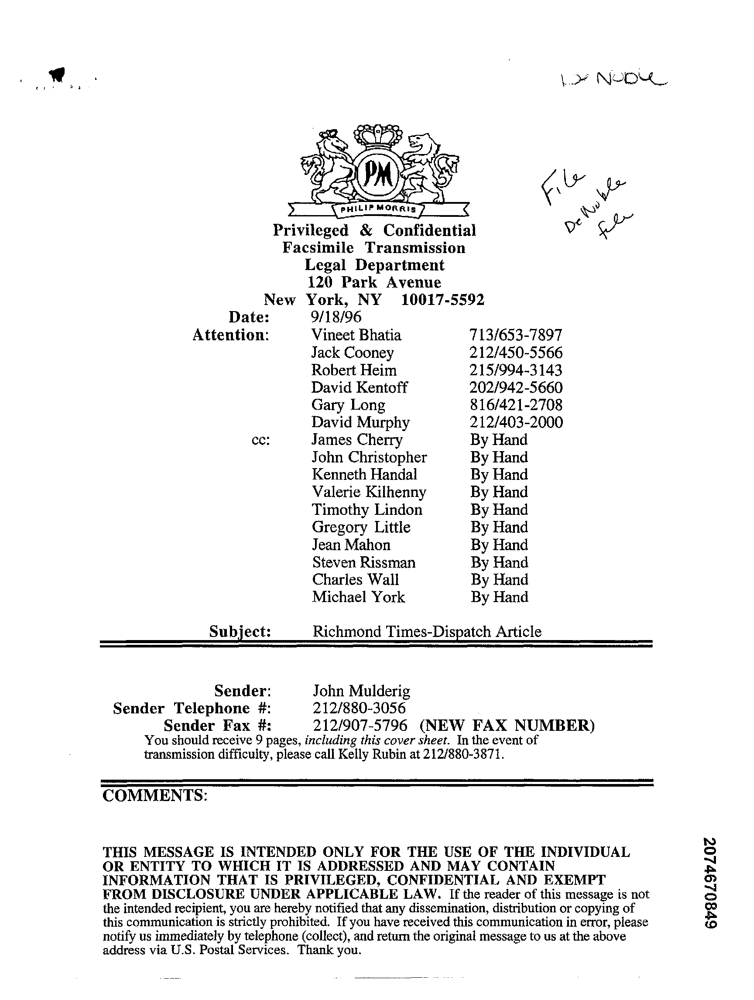 De Noble
File
DeNoble
file
PM
PHILIP MORRIS
Privileged & Confidential
Facsimile Transmission
Legal Department
120 Park Avenue
New York, NY 10017-5592
Date: 9/18/96
Attention: Vineet Bhatia 713/653-7897
Jack Cooney 212/450-5566
Robert Heim 215/994-3143
David Kentoff 202/942-5660
Gary Long 816/421-2708
David Murphy 212/403-2000
cc: James Cherry By Hand
John Christopher By Hand
Kenneth Handal By Hand
Valerie Kilhenny By Hand
Timothy Lindon By Hand
Gregory Little By Hand
Jean Mahon By Hand
Steven Rissman By Hand
Charles Wall By Hand
Michael York By Hand
Subject: Richmond Times-Dispatch Article
Sender: John Mulderig
Sender Telephone #: 212/880-3056
Sender Fax #: 212/907-5796 (NEW FAX NUMBER)
You should receive 9 pages, including this cover sheet. In the event of
transmission difficulty, please call Kelly Rubin at 212/880-3871.
COMMENTS:
THIS MESSAGE IS INTENDED ONLY FOR THE USE OF THE INDIVIDUAL
OR ENTITY TO WHICH IT IS ADDRESSED AND MAY CONTAIN
INFORMATION THAT IS PRIVILEGED, CONFIDENTIAL AND EXEMPT
FROM DISCLOSURE UNDER APPLICABLE LAW. If the reader of this message is not
the intended recipient, you are hereby notified that any dissemination, distribution or copying of
this communication is strictly prohibited. If you have received this communication in error, please
notify us immediately by telephone (collect), and return the original message to us at the above
address via U.S. Postal Services. Thank you.
2074670849